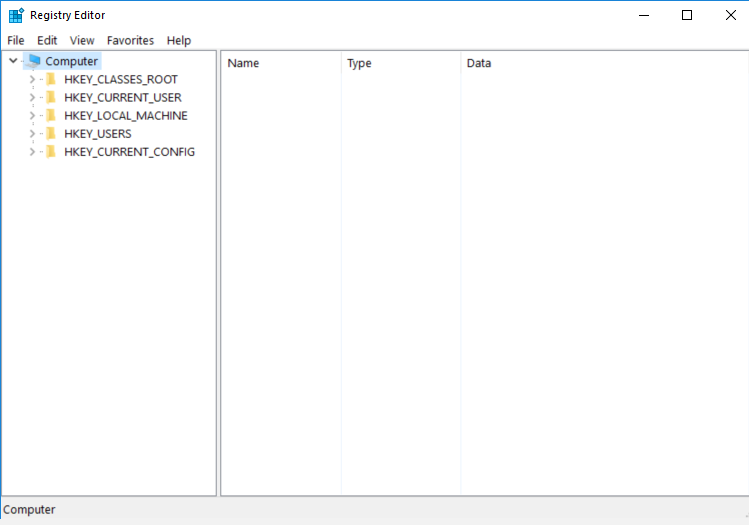 Registry Editor
File Edit View Favorites Help
Computer
HKEY_CLASSES_ROOT
HKEY_CURRENT_USER
HKEY_LOCAL_MACHINE
HKEY_USERS
HKEY_CURRENT_CONFIG
Name Type Data
Computer